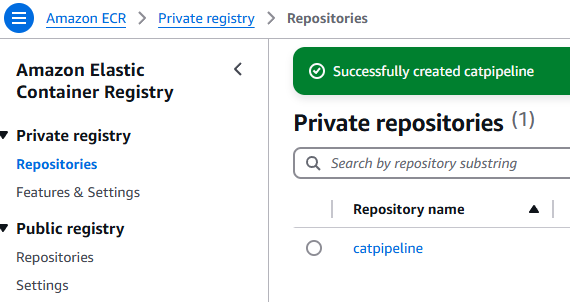 Amazon ECR > Private registry > Repositories
Amazon Elastic
Container Registry
Private registry
Repositories
Features & Settings
Public registry
Repositories
Settings
Successfully created catpipeline
Private repositories (1)
Search by repository substring
Repository name
catpipeline